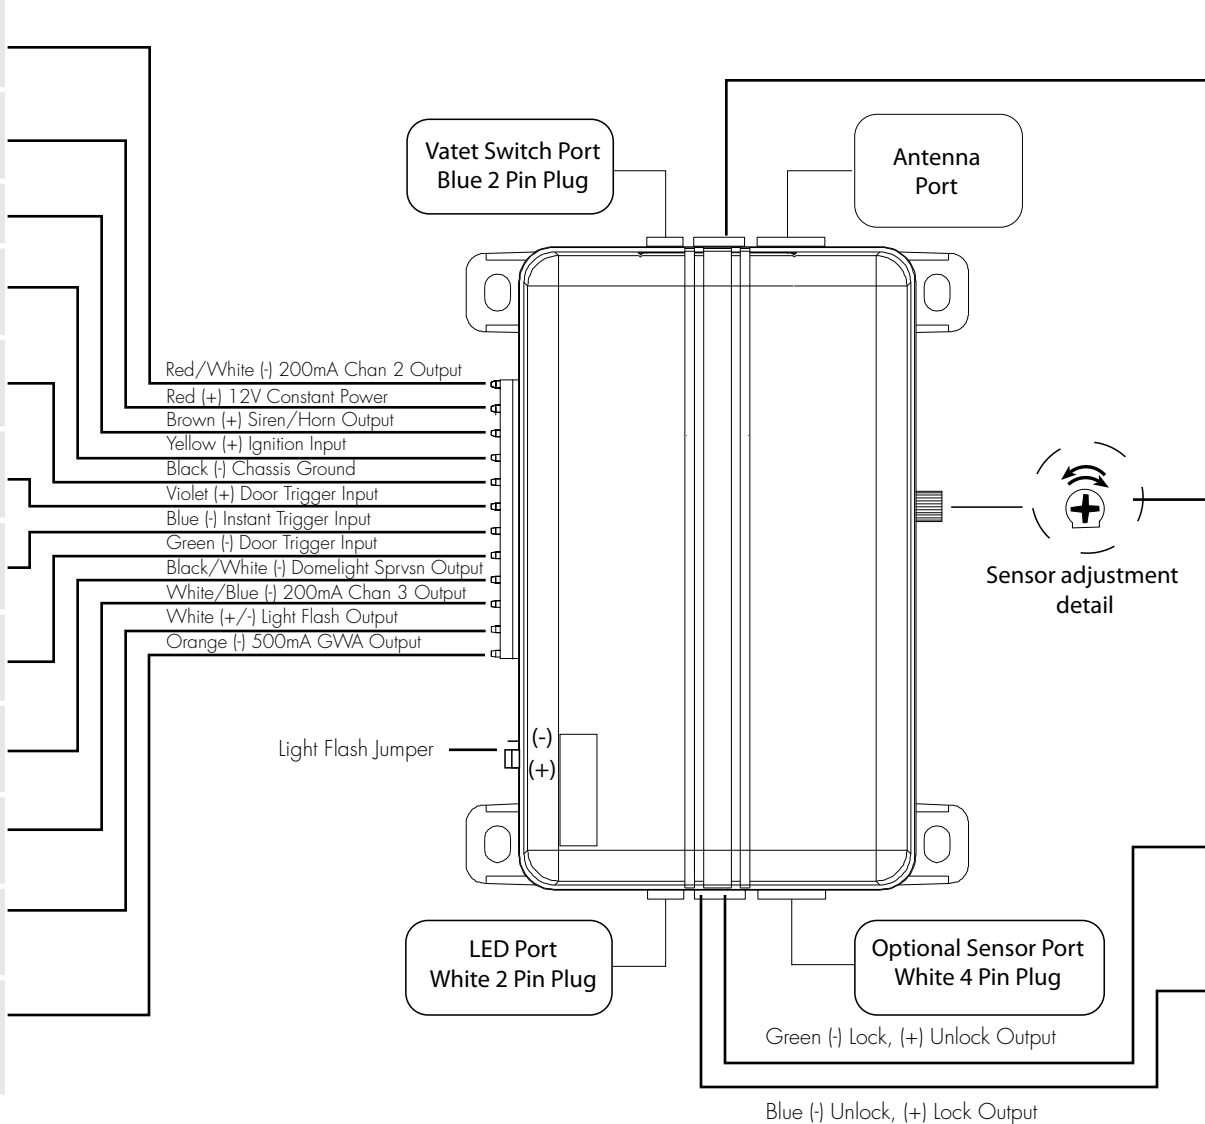 Vatet Switch Port
Blue 2 Pin Plug
Antenna
Port
Red/White (-) 200mA Chan 2 Output
Red (+) 12V Constant Power
Brown (+) Siren/Horn Output
Yellow (+) Ignition Input
Black (-) Chassis Ground
Violet (+) Door Trigger Input
Blue (-) Instant Trigger Input
Green (-) Door Trigger Input
Black/White (-) Domelight Sprvsn Output
White/Blue (-) 200mA Chan 3 Output
White (+/-) Light Flash Output
Orange (-) 500mA GWA Output
Sensor adjustment
detail
Light Flash Jumper
(-)
(+)
LED Port
White 2 Pin Plug
Optional Sensor Port
White 4 Pin Plug
Green (-) Lock, (+) Unlock Output
Blue (-) Unlock, (+) Lock Output